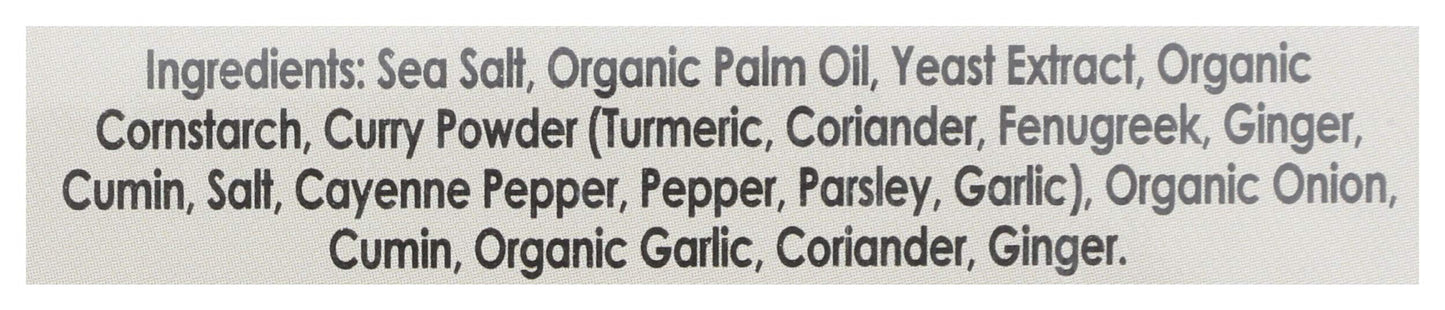 Ingredients: Sea Salt, Organic Palm Oil, Yeast Extract, Organic
Cornstarch, Curry Powder (Turmeric, Coriander, Fenugreek, Ginger,
Cumin, Salt, Cayenne Pepper, Pepper, Parsley, Garlic), Organic Onion,
Cumin, Organic Garlic, Coriander, Ginger.